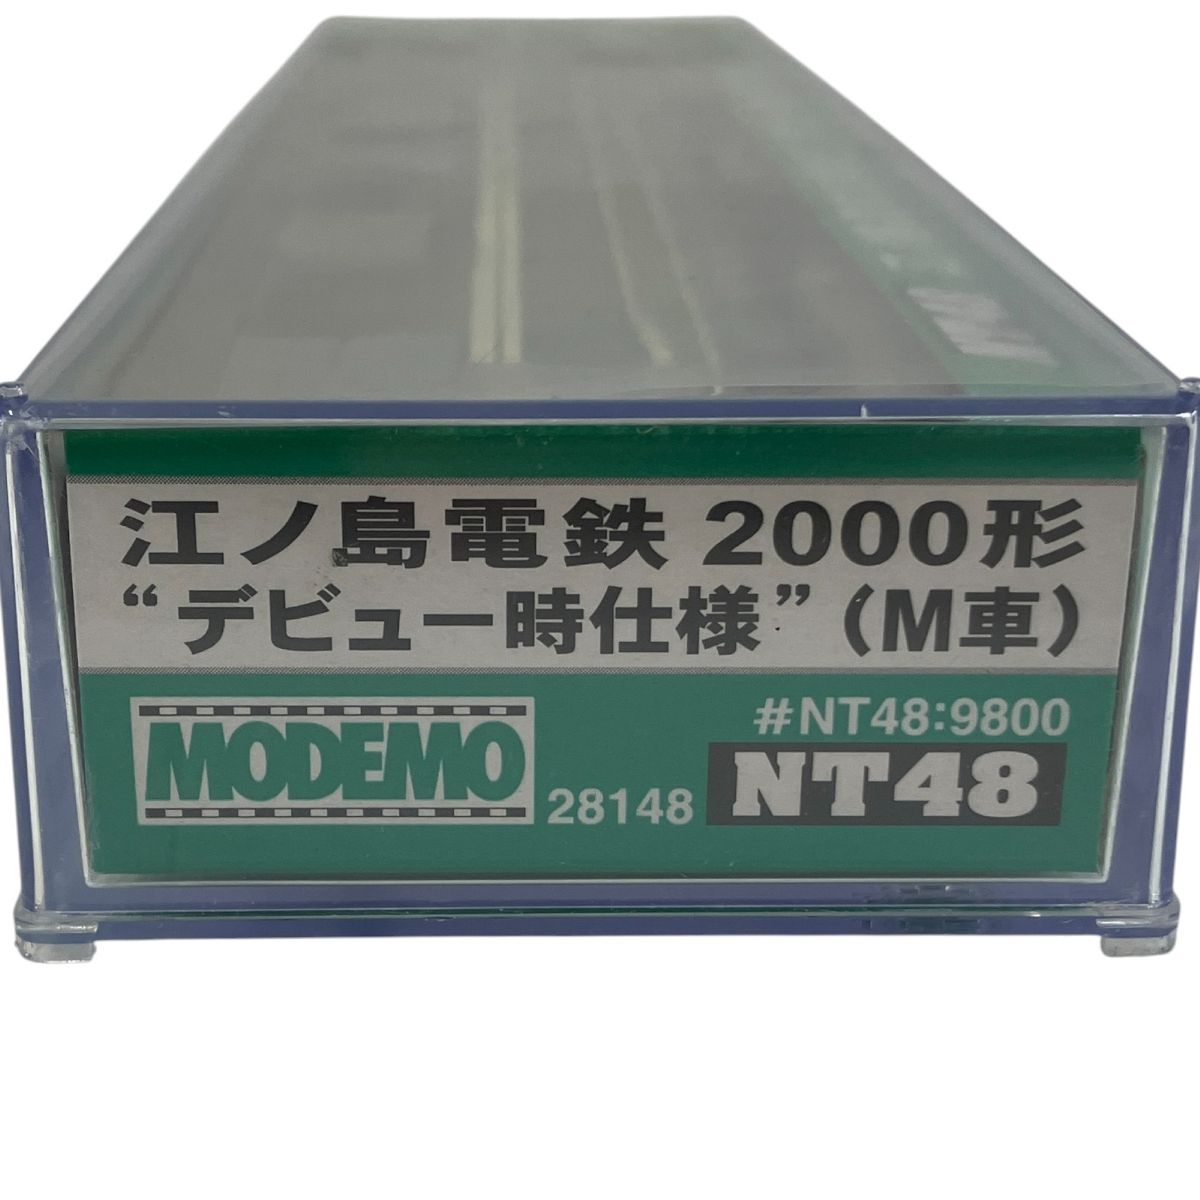 江ノ島電鉄 2000形
“デビュー時仕様”（M車）
MODEMO
28148
#NT48:9800
NT48